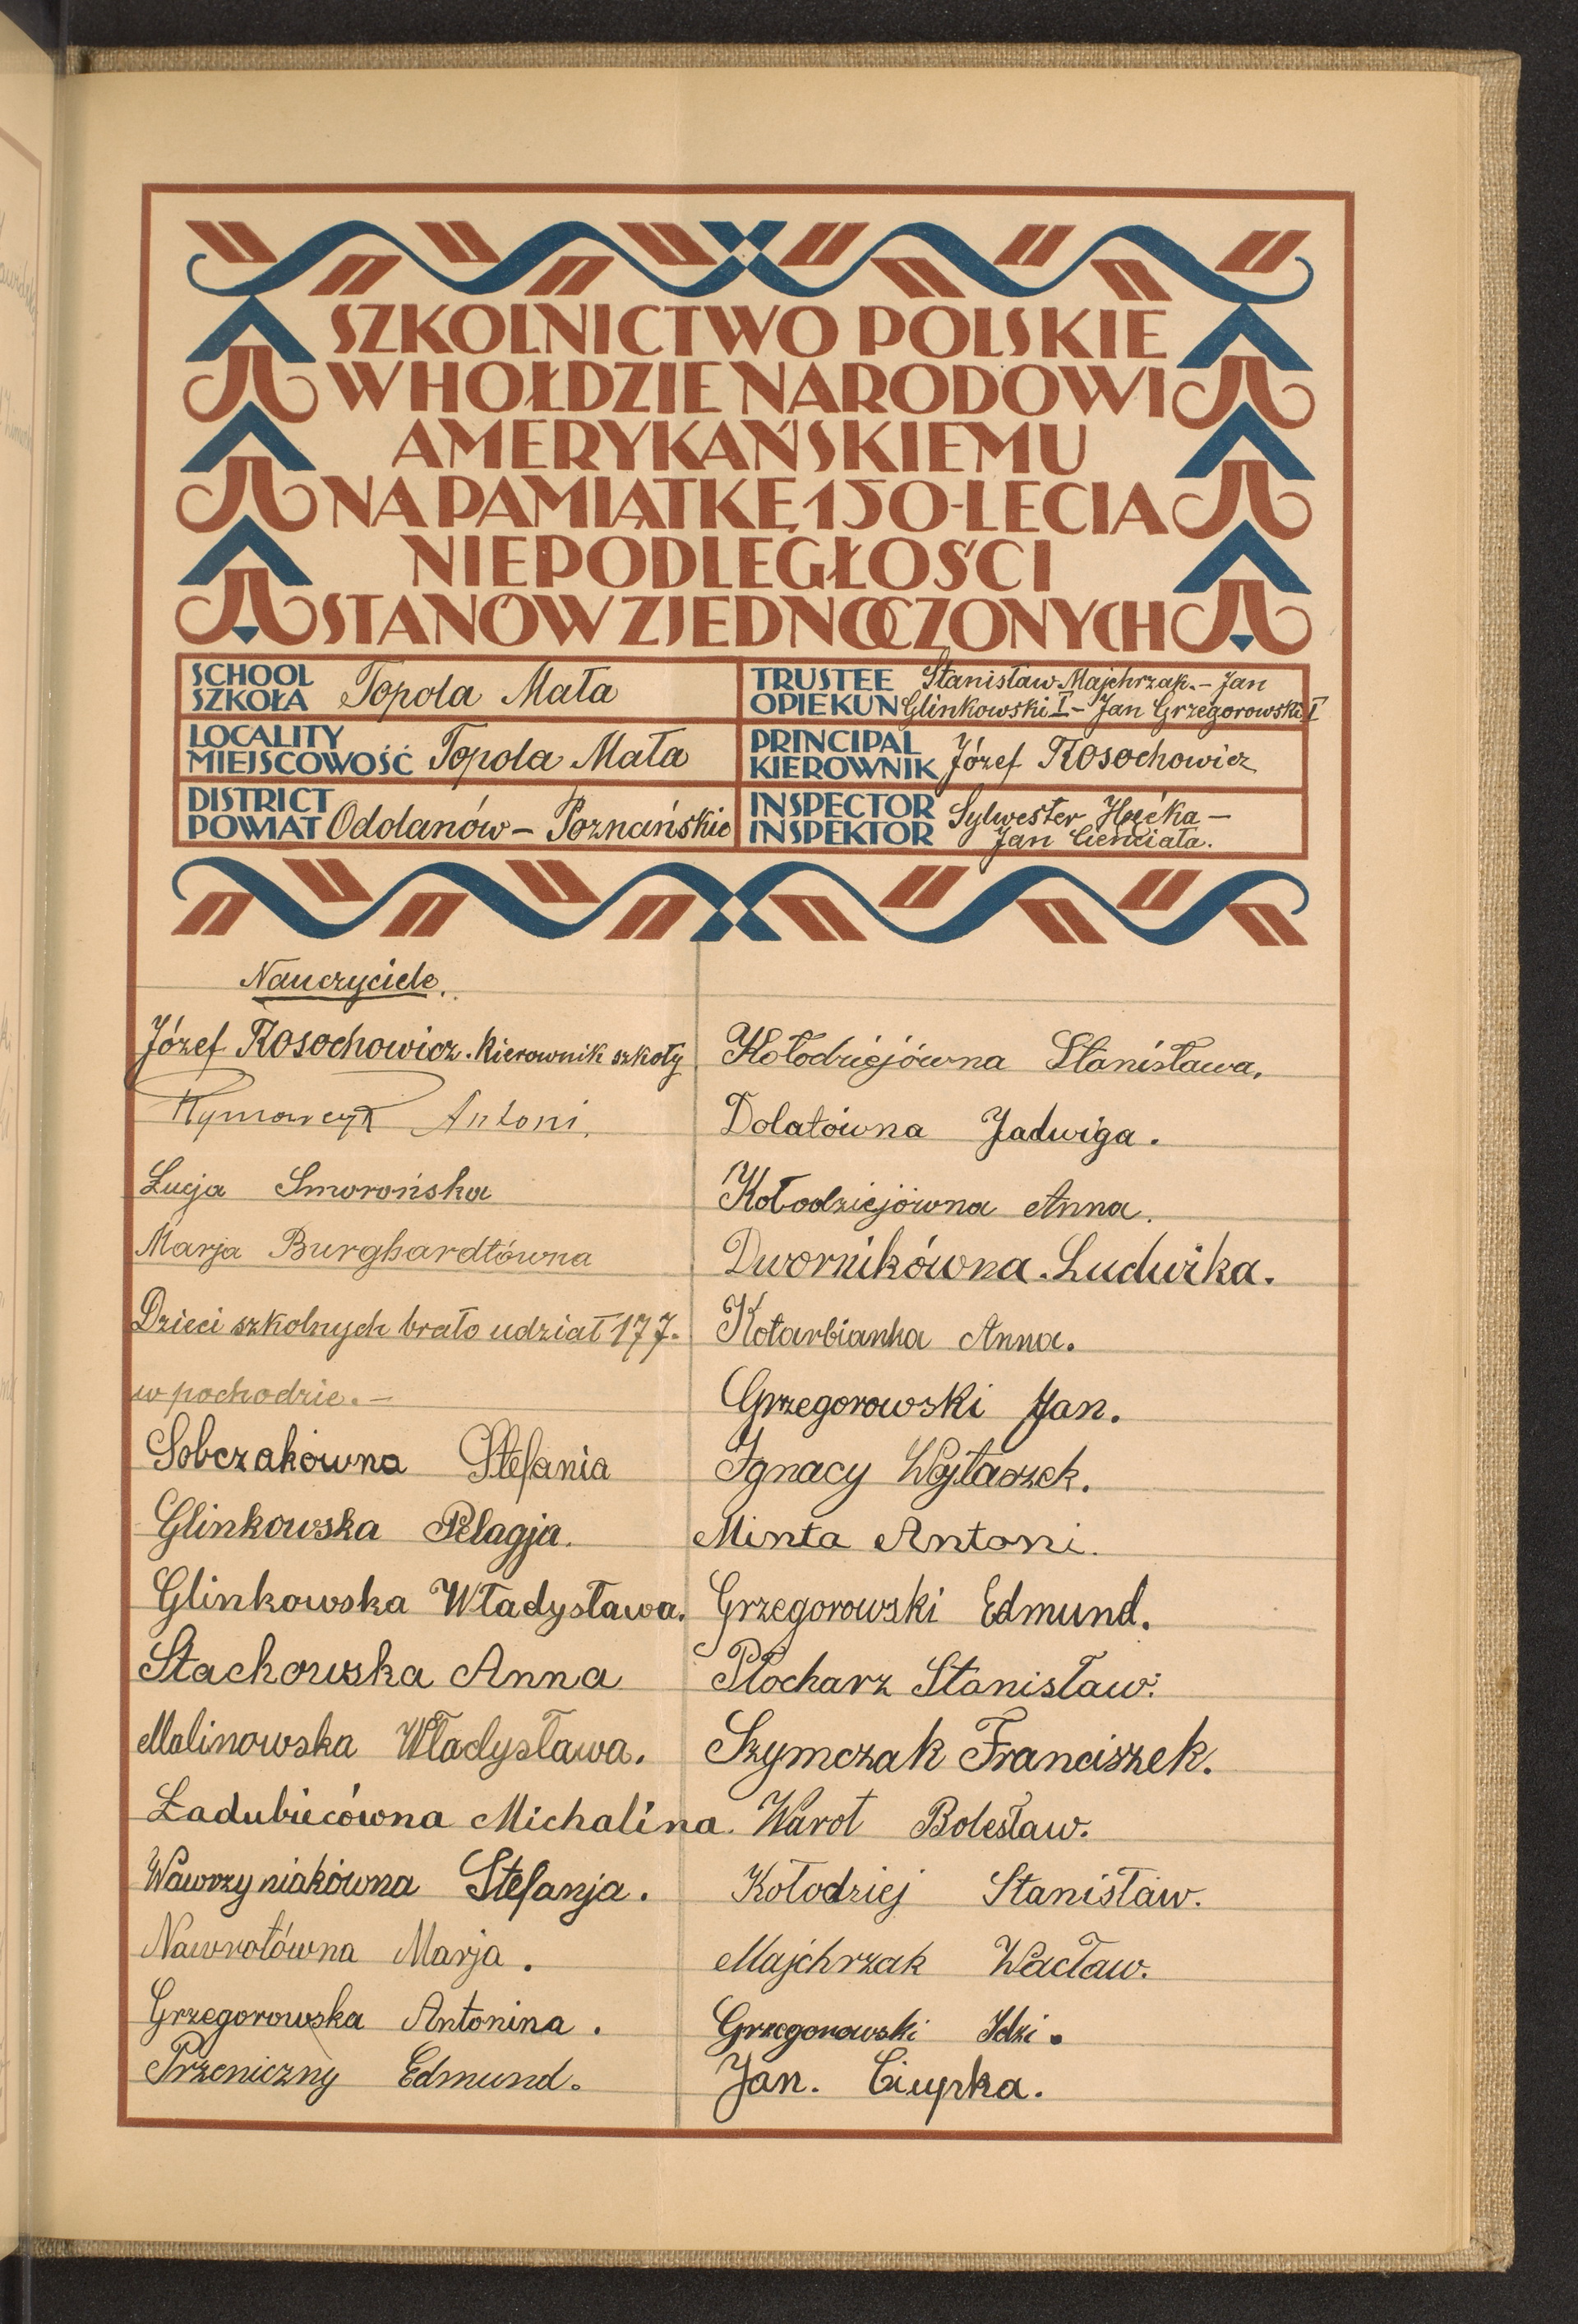 SZKOLNICTWO POLSKIE
W HOŁDZIE NARODOWI
AMERYKAŃSKIEMU
NA PAMIĄTKĘ 150-LECIA
NIEPODLEGŁOŚCI
STANÓW ZJEDNOCZONYCH
SCHOOL
SZKOŁA Topola Mała
TRUSTEE Stanisław Majchrzak. – Jan
OPIEKUN Glinkowski I – Jan Grzegorowski I
LOCALITY
MIEJSCOWOŚĆ Topola Mała
PRINCIPAL
KIEROWNIK Józef Rosochowicz
DISTRICT
POWIAT Odolanów – Poznańskie
INSPECTOR Sylwester –
INSPEKTOR Jan Cienciała.
Nauczyciele.
Józef Rosochowicz. Kierownik szkoły
Rymarczyk Antoni.
Łucja Smorońska
Marja Burghardtówna
Dzieci szkolnych brało udział 177.
w pochodzie. –
Sobczakówna Stefania
Glinkowska Pelagja.
Glinkowska Władysława.
Stachowska Anna
Malinowska Władysława.
Ładubiecówna Michalina.
Wawrzyniakówna Stefanja.
Nawrotówna Marja.
Grzegorowska Antonina.
Przeniczny Edmund.
Kołodziejówna Stanisława.
Dolatówna Jadwiga.
Kołodziejówna Anna.
Dwornikówna Ludwika.
Kotarbianka Anna.
Grzegorowski Jan.
Ignacy Wojtaszek.
Minta Antoni.
Grzegorowski Edmund.
Płocharz Stanisław.
Szymczak Franciszek.
Warot Bolesław.
Kołodziej Stanisław.
Majchrzak Wacław.
Grzegorowski Idzi.
Jan. Ciupka.